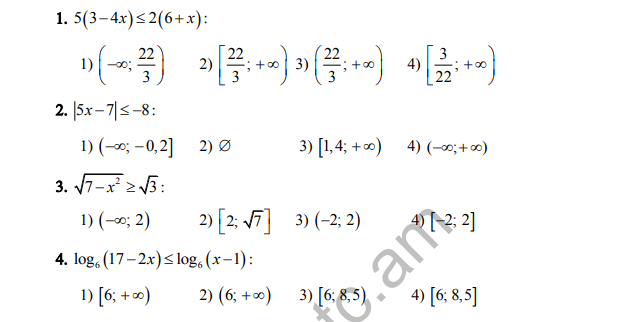 1. 5(3−4x)≤2(6+x):
1) (−∞; 22/3) 2) [22/3; +∞) 3) (22/3; +∞) 4) [3/22; +∞)
2. |5x−7|≤−8:
1) (−∞; −0,2] 2) ∅ 3) [1,4; +∞) 4) (−∞;+∞)
3. √(7−x²) ≥ √3:
1) (−∞; 2) 2) [2; √7] 3) (−2; 2) 4) [−2; 2]
4. log₆(17−2x)≤log₆(x−1):
1) [6; +∞) 2) (6; +∞) 3) [6; 8,5) 4) [6; 8,5]
tc.am